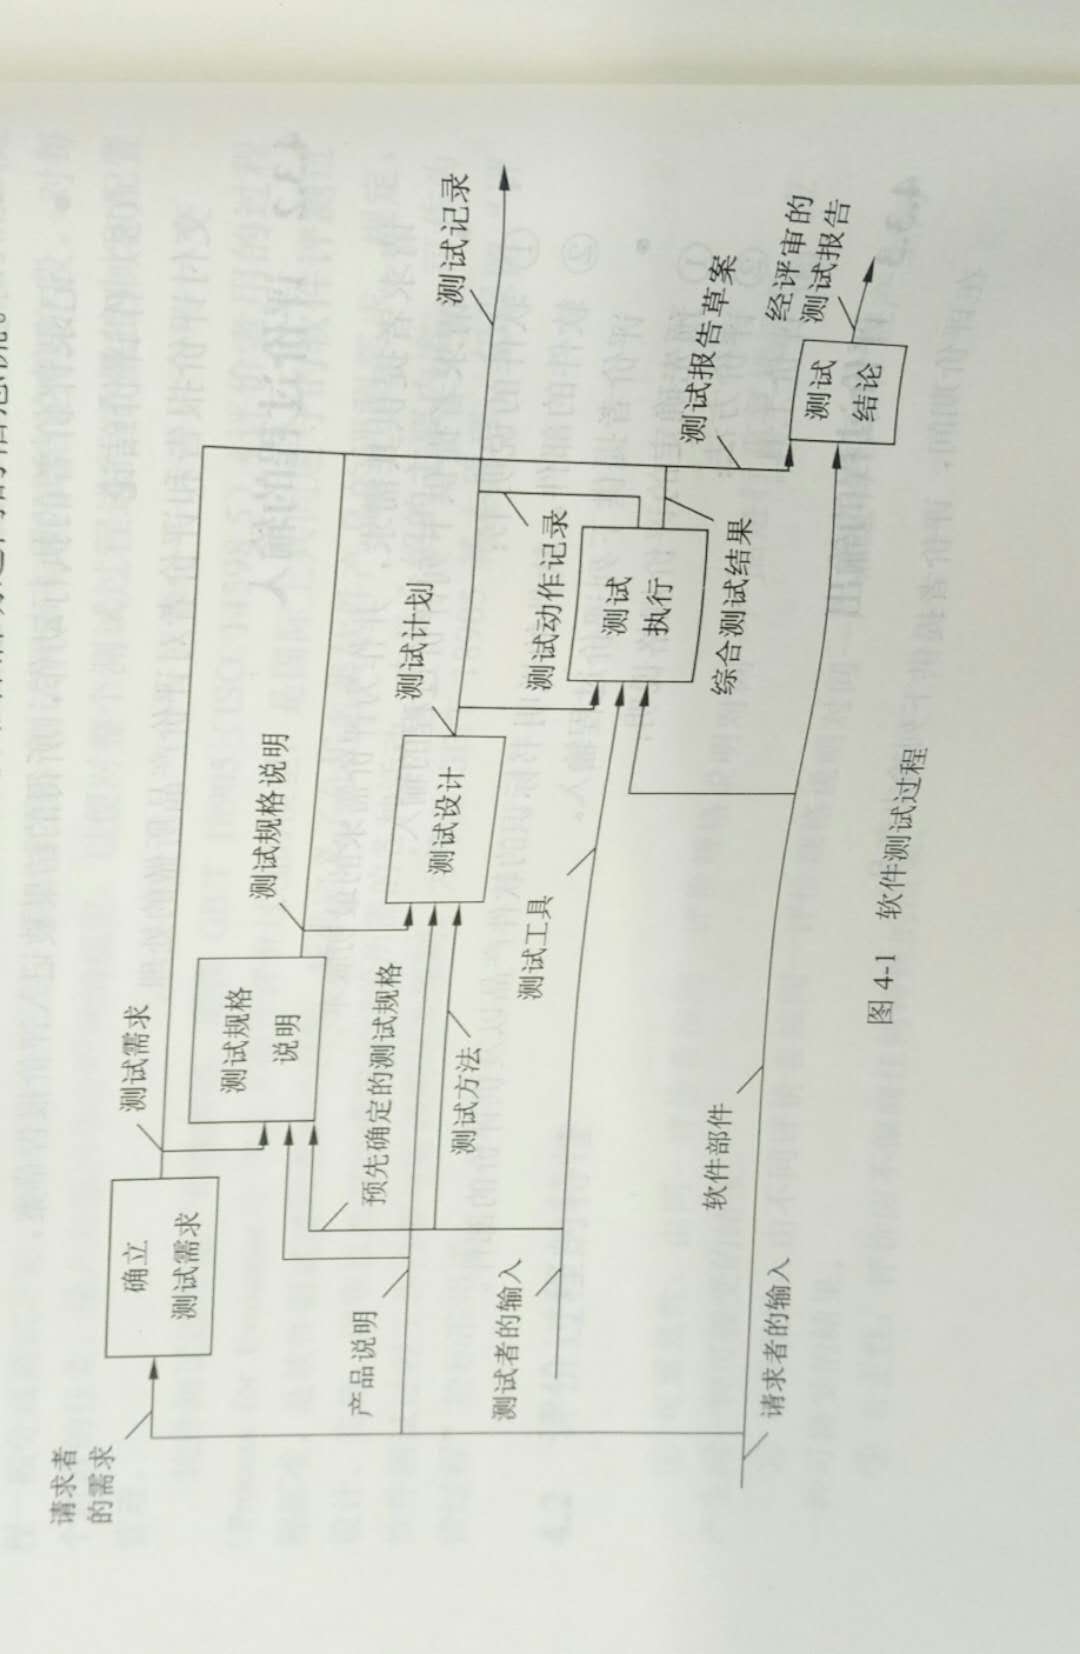 请求者
的需求
确立
测试需求
测试需求
测试规格
说明
测试规格说明
产品说明
预先确定的测试规格
测试方法
测试设计
测试计划
测试记录
测试者的输入
测试工具
测试动作记录
测试
执行
综合测试结果
测试报告草案
软件部件
请求者的输入
测试
结论
经评审的
测试报告
图 4-1 软件测试过程